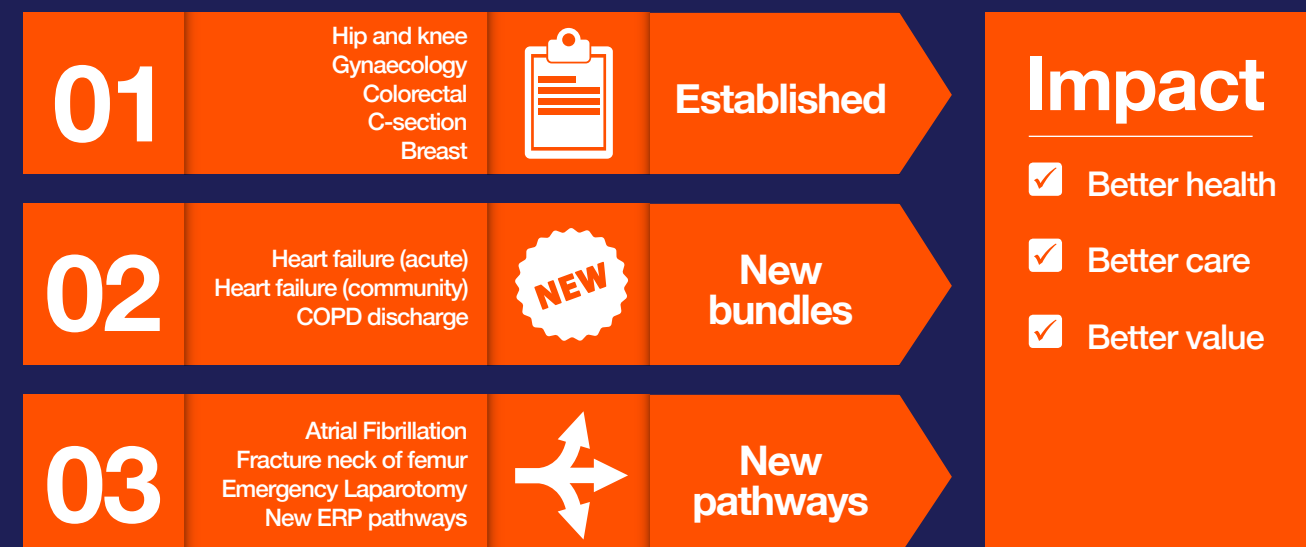 01
Hip and knee
Gynaecology
Colorectal
C-section
Breast
Established
02
Heart failure (acute)
Heart failure (community)
COPD discharge
NEW
New
bundles
03
Atrial Fibrillation
Fracture neck of femur
Emergency Laparotomy
New ERP pathways
New
pathways
Impact
Better health
Better care
Better value